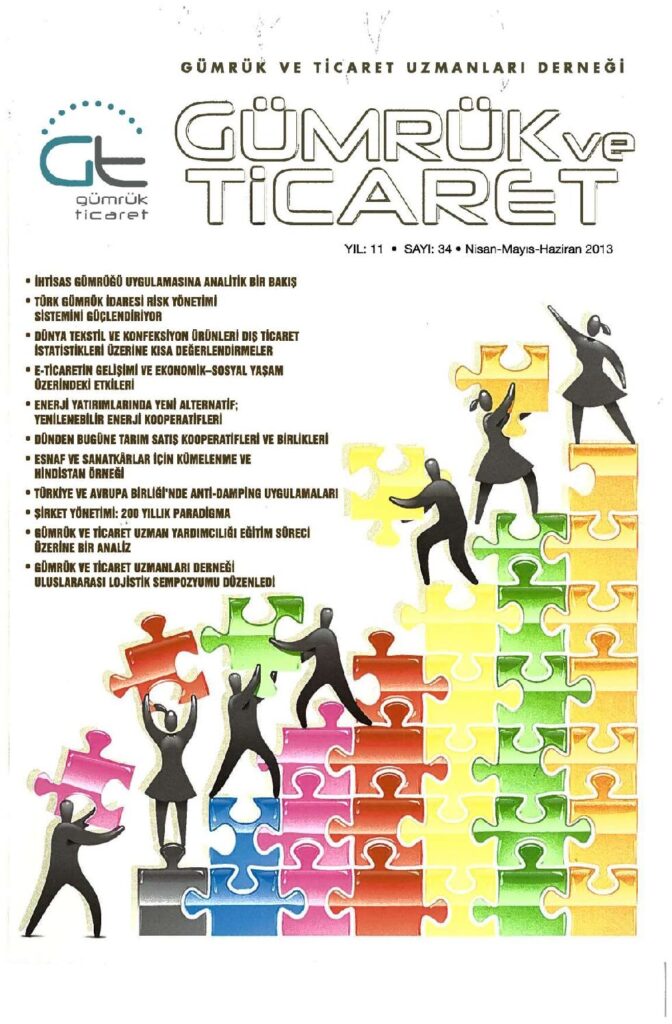 GÜMRÜK VE TİCARET UZMANLARI DERNEĞİ
Gt
gümrük
ticaret
GÜMRÜK ve
TİCARET
YIL: 11 • SAYI: 34 • Nisan-Mayıs-Haziran 2013
• İHTİSAS GÜMRÜĞÜ UYGULAMASINA ANALİTİK BİR BAKIŞ
• TÜRK GÜMRÜK İDARESİ RİSK YÖNETİMİ
SİSTEMİNİ GÜÇLENDİRİYOR
• DÜNYA TEKSTİL VE KONFEKSİYON ÜRÜNLERİ DIŞ TİCARET
İSTATİSTİKLERİ ÜZERİNE KISA DEĞERLENDİRMELER
• E-TİCARETİN GELİŞİMİ VE EKONOMİK–SOSYAL YAŞAM
ÜZERİNDEKİ ETKİLERİ
• ENERJİ YATIRIMLARINDA YENİ ALTERNATİF;
YENİLENEBİLİR ENERJİ KOOPERATİFLERİ
• DÜNDEN BUGÜNE TARIM SATIŞ KOOPERATİFLERİ VE BİRLİKLERİ
• ESNAF VE SANATKÂRLAR İÇİN KÜMELENME VE
HİNDİSTAN ÖRNEĞİ
• TÜRKİYE VE AVRUPA BİRLİĞİ'NDE ANTİ-DAMPİNG UYGULAMALARI
• ŞİRKET YÖNETİMİ: 200 YILLIK PARADİGMA
• GÜMRÜK VE TİCARET UZMAN YARDIMCILIĞI EĞİTİM SÜRECİ
ÜZERİNE BİR ANALİZ
• GÜMRÜK VE TİCARET UZMANLARI DERNEĞİ
ULUSLARARASI LOJİSTİK SEMPOZYUMU DÜZENLEDİ